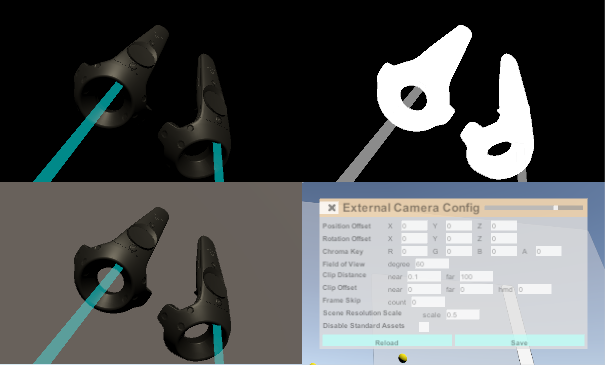 ✕ External Camera Config
Position Offset X 0 Y 0 Z 0
Rotation Offset X 0 Y 0 Z 0
Chroma Key R 0 G 0 B 0 A 0
Field of View degree 60
Clip Distance near 0.1 far 100
Clip Offset near 0 far 0 hmd 0
Frame Skip count 0
Scene Resolution Scale scale 0.5
Disable Standard Assets
Reload Save